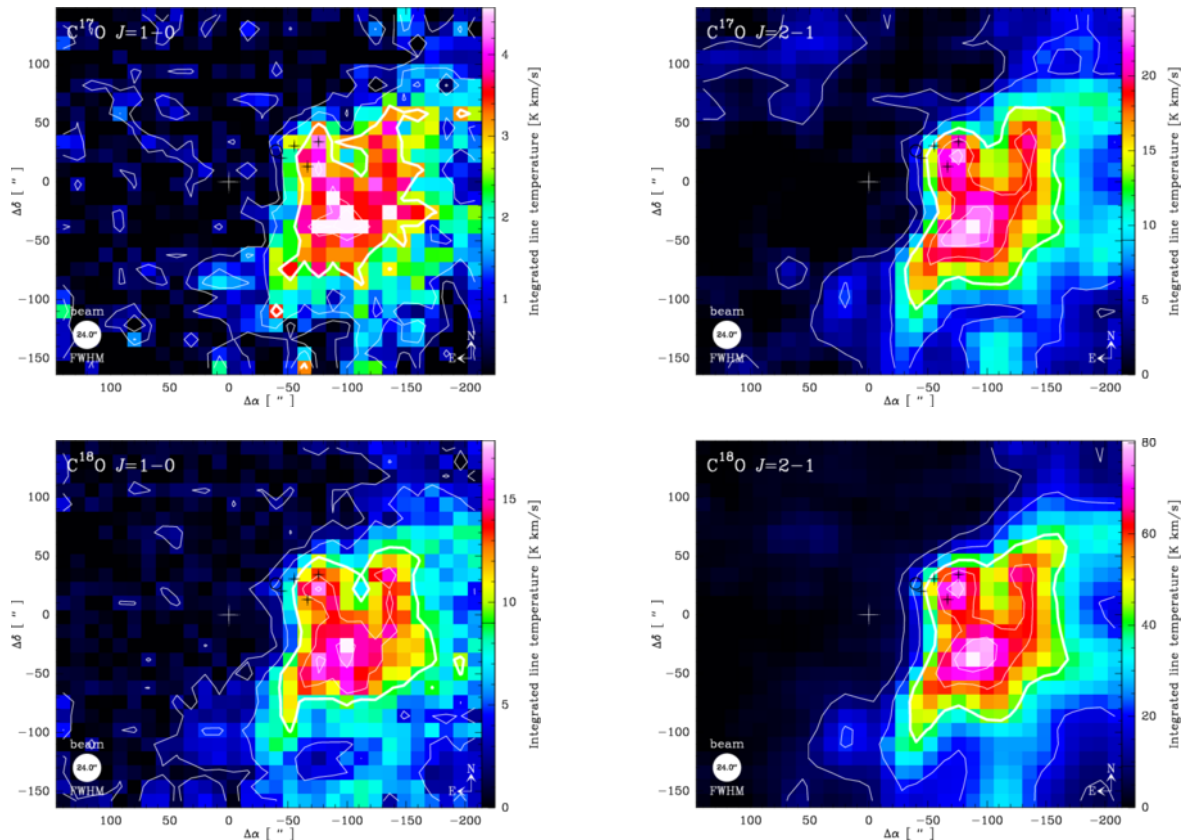 C¹⁷O J=1−0
100
50
0
−50
−100
−150
Δδ [ ″ ]
beam
24.0″
FWHM
N
E
100 50 0 −50 −100 −150 −200
Δα [ ″ ]
4
3
2
1
Integrated line temperature [K km/s]
C¹⁷O J=2−1
100
50
0
−50
−100
−150
Δδ [ ″ ]
beam
24.0″
FWHM
N
E
100 50 0 −50 −100 −150 −200
Δα [ ″ ]
20
15
10
5
0
Integrated line temperature [K km/s]
C¹⁸O J=1−0
100
50
0
−50
−100
−150
Δδ [ ″ ]
beam
24.0″
FWHM
N
E
100 50 0 −50 −100 −150 −200
Δα [ ″ ]
15
10
5
0
Integrated line temperature [K km/s]
C¹⁸O J=2−1
100
50
0
−50
−100
−150
Δδ [ ″ ]
beam
24.0″
FWHM
N
E
100 50 0 −50 −100 −150 −200
Δα [ ″ ]
80
60
40
20
0
Integrated line temperature [K km/s]